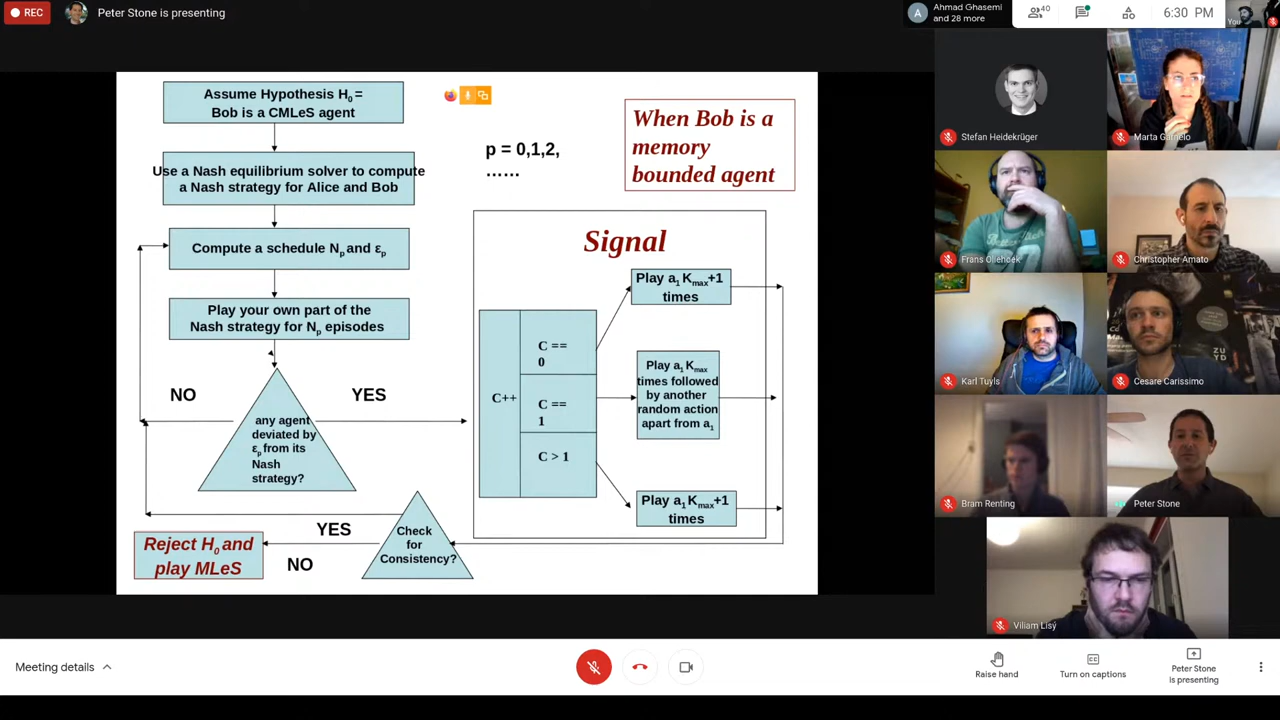 REC
Peter Stone is presenting
Ahmad Ghasemi
and 28 more
40
6:30 PM
You
Assume Hypothesis H0 =
Bob is a CMLeS agent
Use a Nash equilibrium solver to compute
a Nash strategy for Alice and Bob
Compute a schedule Np and εp
Play your own part of the
Nash strategy for Np episodes
NO
YES
any agent
deviated by
εp from its
Nash
strategy?
p = 0,1,2,
……
When Bob is a
memory
bounded agent
Signal
C++
C ==
0
C ==
1
C > 1
Play a1 Kmax+1
times
Play a1 Kmax
times followed
by another
random action
apart from a1
Play a1 Kmax+1
times
Check
for
Consistency?
YES
NO
Reject H0 and
play MLeS
Stefan Heidekrüger
Marta Garnelo
Frans Oliehoek
Christopher Amato
Karl Tuyls
Cesare Carissimo
ZU
YD
Bram Renting
Peter Stone
Viliam Lisý
Meeting details
Raise hand
Turn on captions
Peter Stone
is presenting